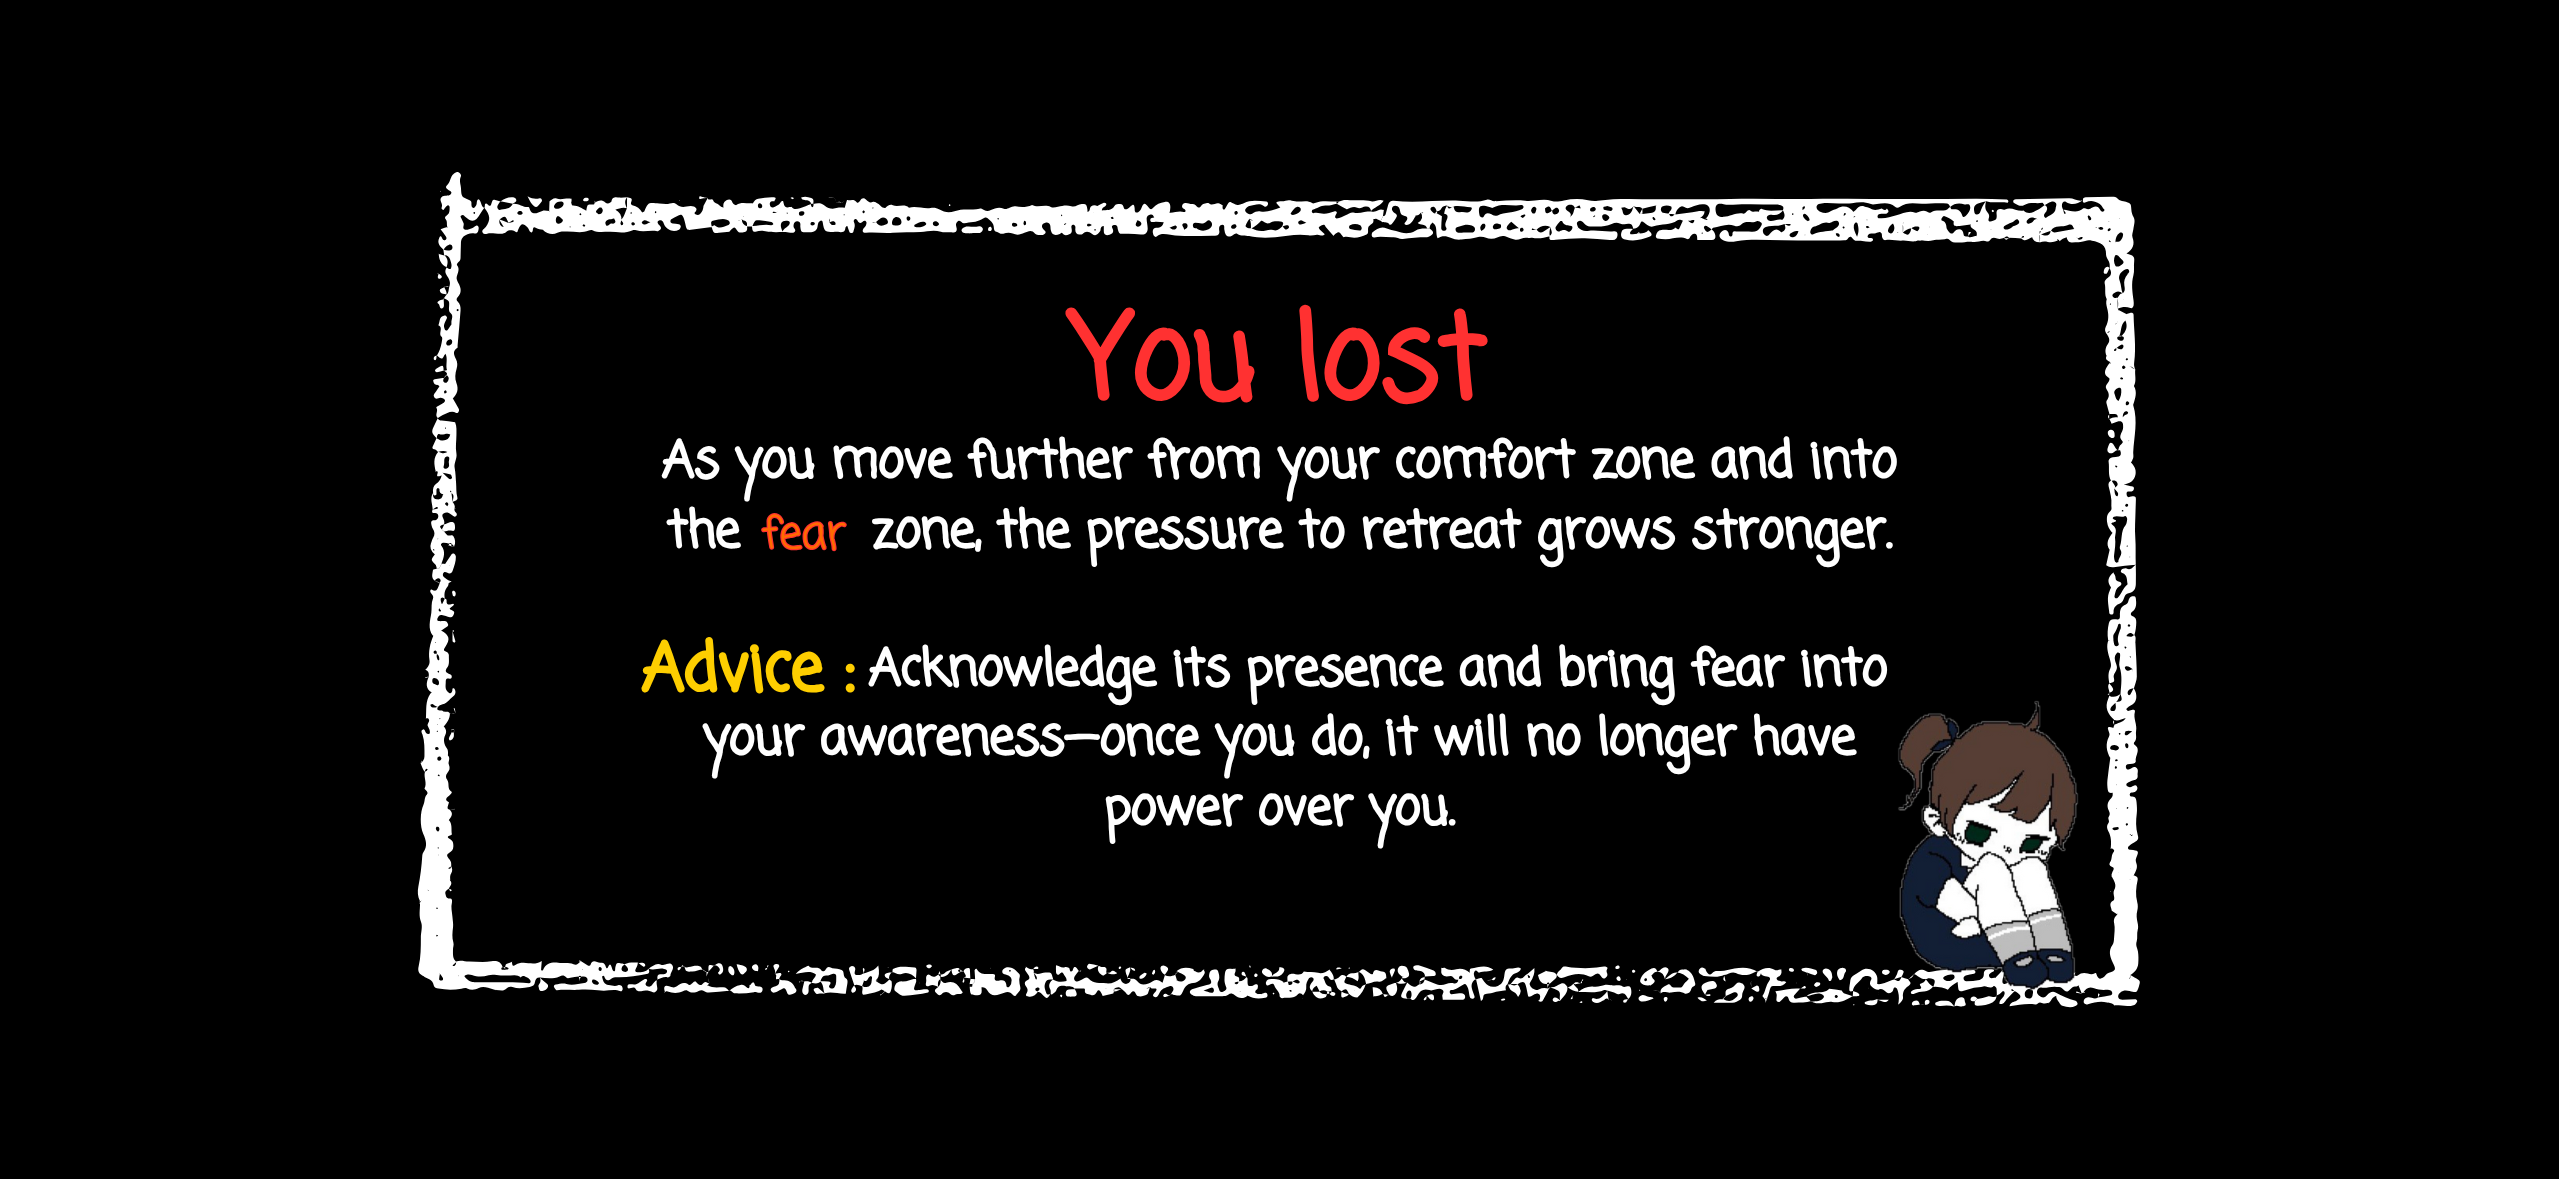 You lost
As you move further from your comfort zone and into
the fear zone, the pressure to retreat grows stronger.
Advice : Acknowledge its presence and bring fear into
your awareness—once you do, it will no longer have
power over you.